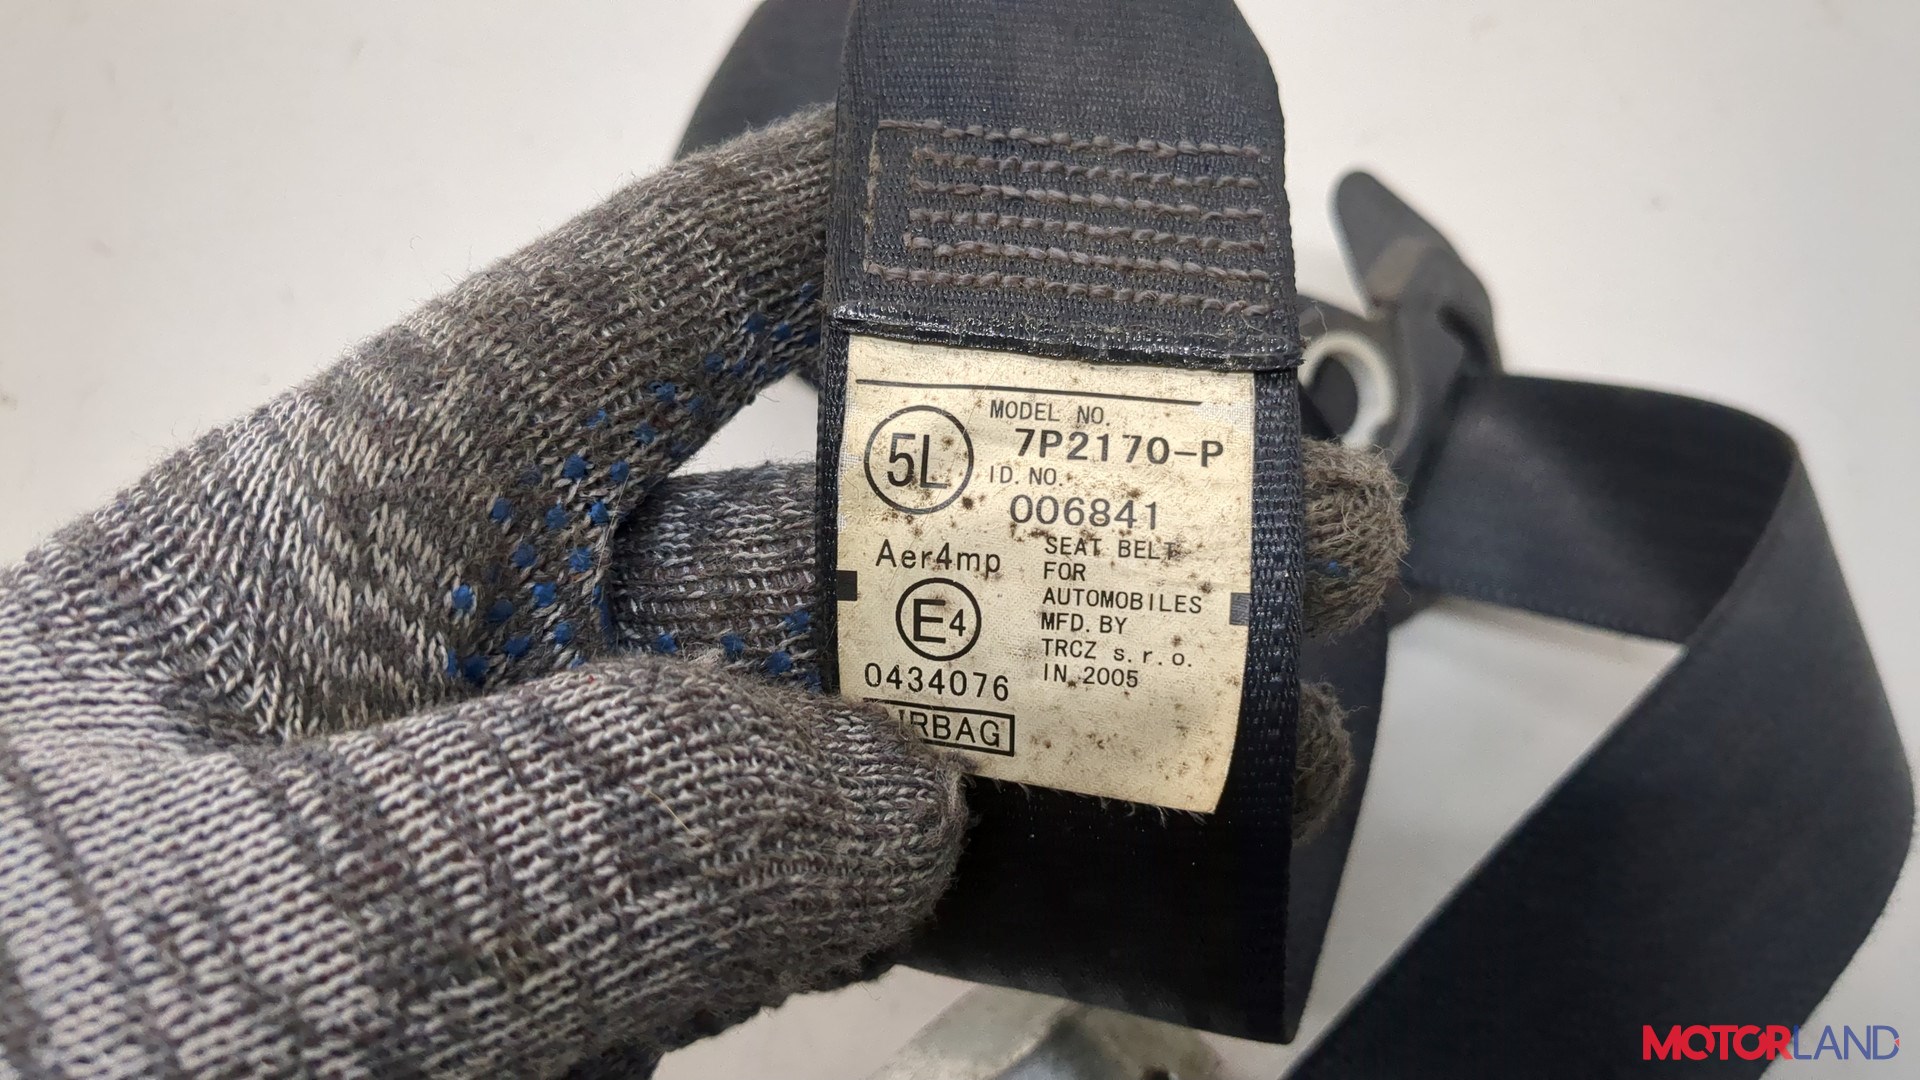 MODEL NO.
7P2170-P
5L
ID. NO.
006841
Aer4mp
SEAT BELT
FOR
AUTOMOBILES
MFD. BY
TRCZ s.r.o.
IN 2005
E4
0434076
MOTORLAND